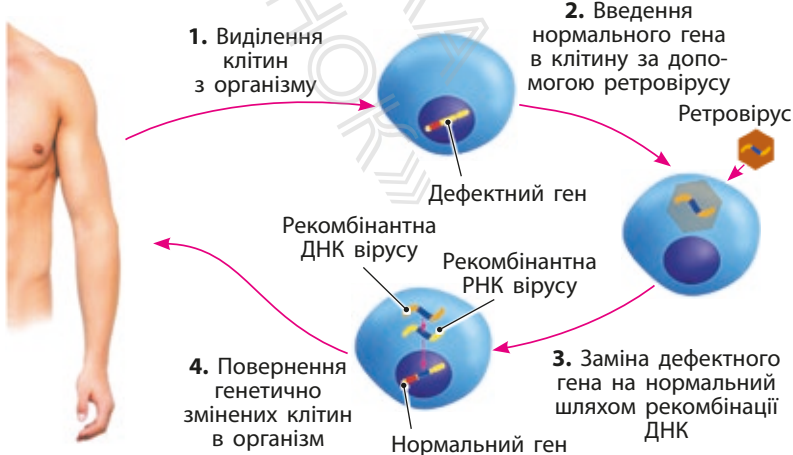 1. Виділення
клітин
з організму
2. Введення
нормального гена
в клітину за допо-
могою ретровірусу
Ретровірус
Дефектний ген
Рекомбінантна
ДНК вірусу
Рекомбінантна
РНК вірусу
3. Заміна дефектного
гена на нормальний
шляхом рекомбінації
ДНК
4. Повернення
генетично
змінених клітин
в організм
Нормальний ген